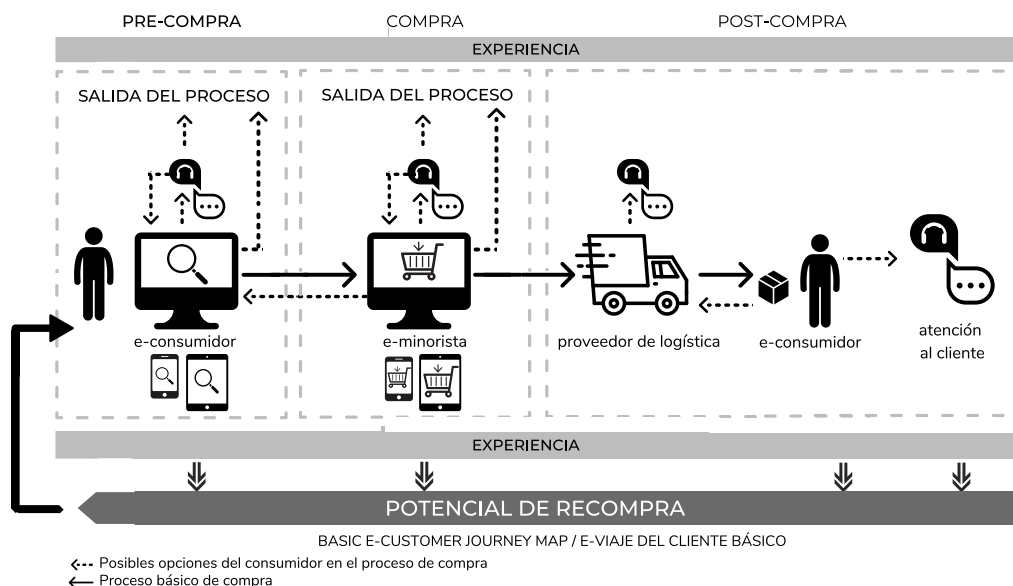 PRE-COMPRA
COMPRA
POST-COMPRA
EXPERIENCIA
SALIDA DEL PROCESO
SALIDA DEL PROCESO
e-consumidor
e-minorista
proveedor de logística
e-consumidor
atención
al cliente
EXPERIENCIA
POTENCIAL DE RECOMPRA
BASIC E-CUSTOMER JOURNEY MAP / E-VIAJE DEL CLIENTE BÁSICO
Posibles opciones del consumidor en el proceso de compra
Proceso básico de compra